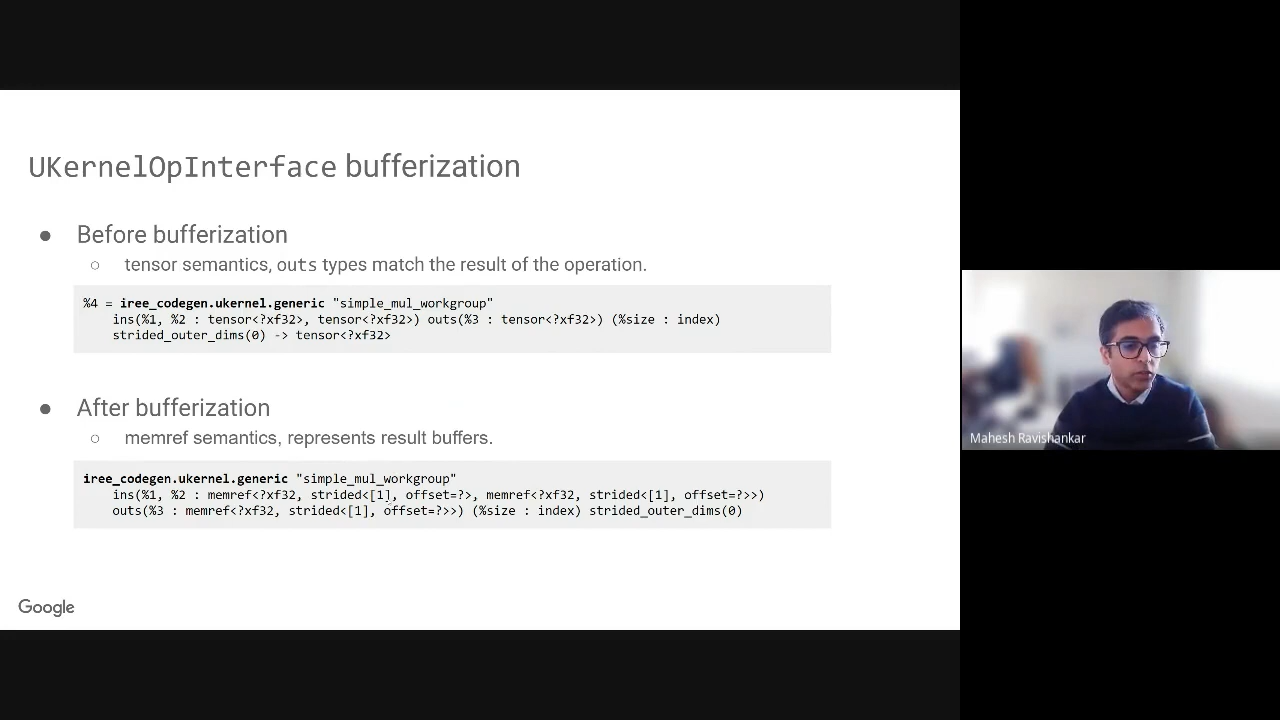 UKernelOpInterface bufferization
● Before bufferization
○ tensor semantics, outs types match the result of the operation.
%4 = iree_codegen.ukernel.generic "simple_mul_workgroup"
ins(%1, %2 : tensor<?xf32>, tensor<?xf32>) outs(%3 : tensor<?xf32>) (%size : index)
strided_outer_dims(0) -> tensor<?xf32>
● After bufferization
○ memref semantics, represents result buffers.
iree_codegen.ukernel.generic "simple_mul_workgroup"
ins(%1, %2 : memref<?xf32, strided<[1], offset=?>, memref<?xf32, strided<[1], offset=?>>)
outs(%3 : memref<?xf32, strided<[1], offset=?>>) (%size : index) strided_outer_dims(0)
Google
Mahesh Ravishankar